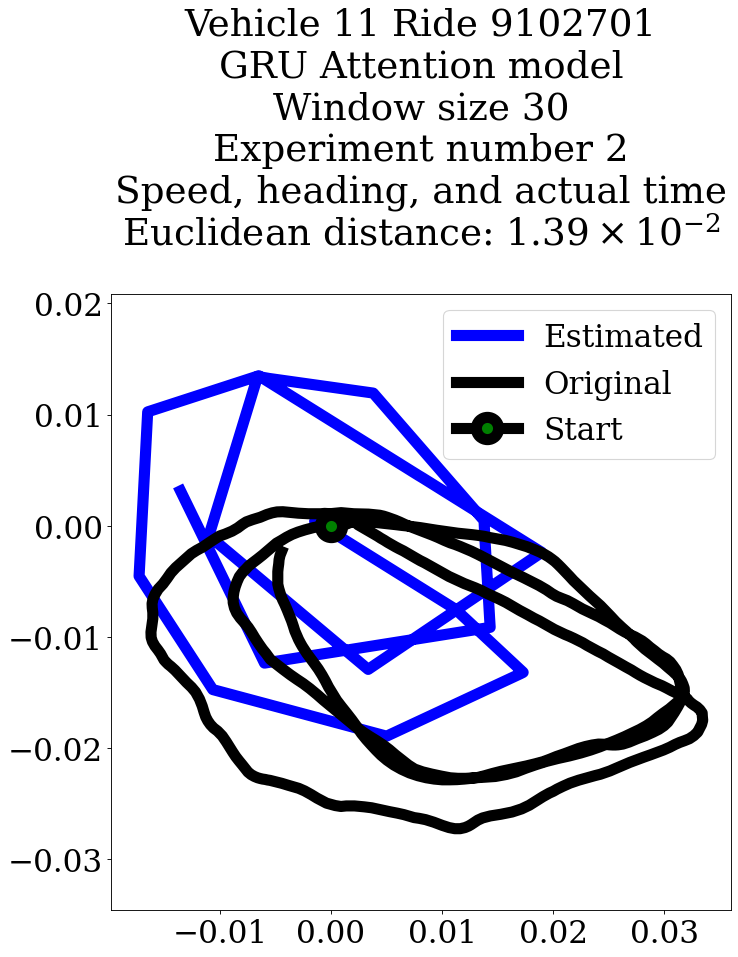 Vehicle 11 Ride 9102701
GRU Attention model
Window size 30
Experiment number 2
Speed, heading, and actual time
Euclidean distance: 1.39 × 10⁻²
Estimated
Original
Start
0.02
0.01
0.00
−0.01
−0.02
−0.03
−0.01 0.00 0.01 0.02 0.03